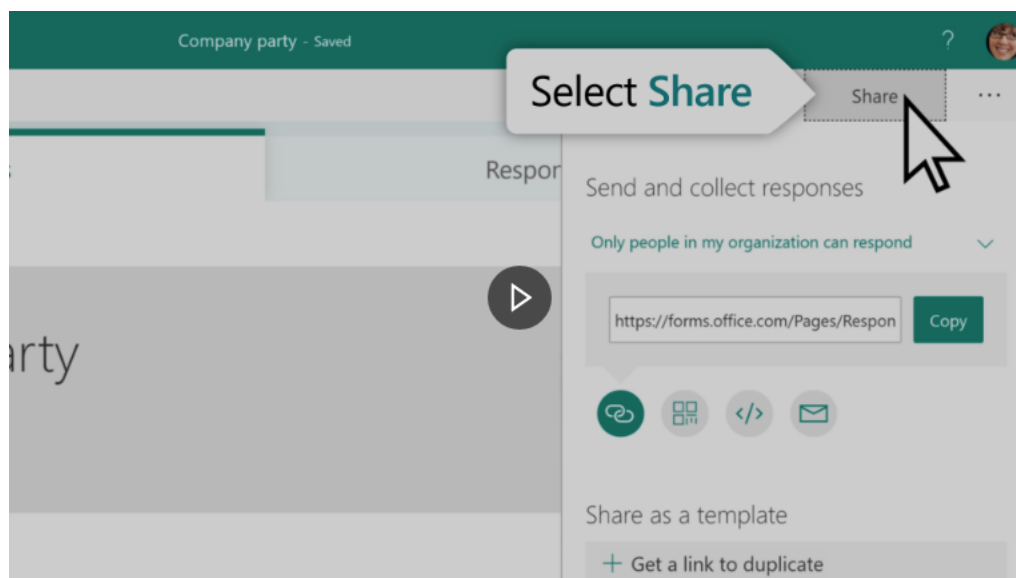 Company party - Saved
?
Select Share
Share
...
Respon
Send and collect responses
Only people in my organization can respond
https://forms.office.com/Pages/Respon
Copy
arty
</>
Share as a template
+ Get a link to duplicate